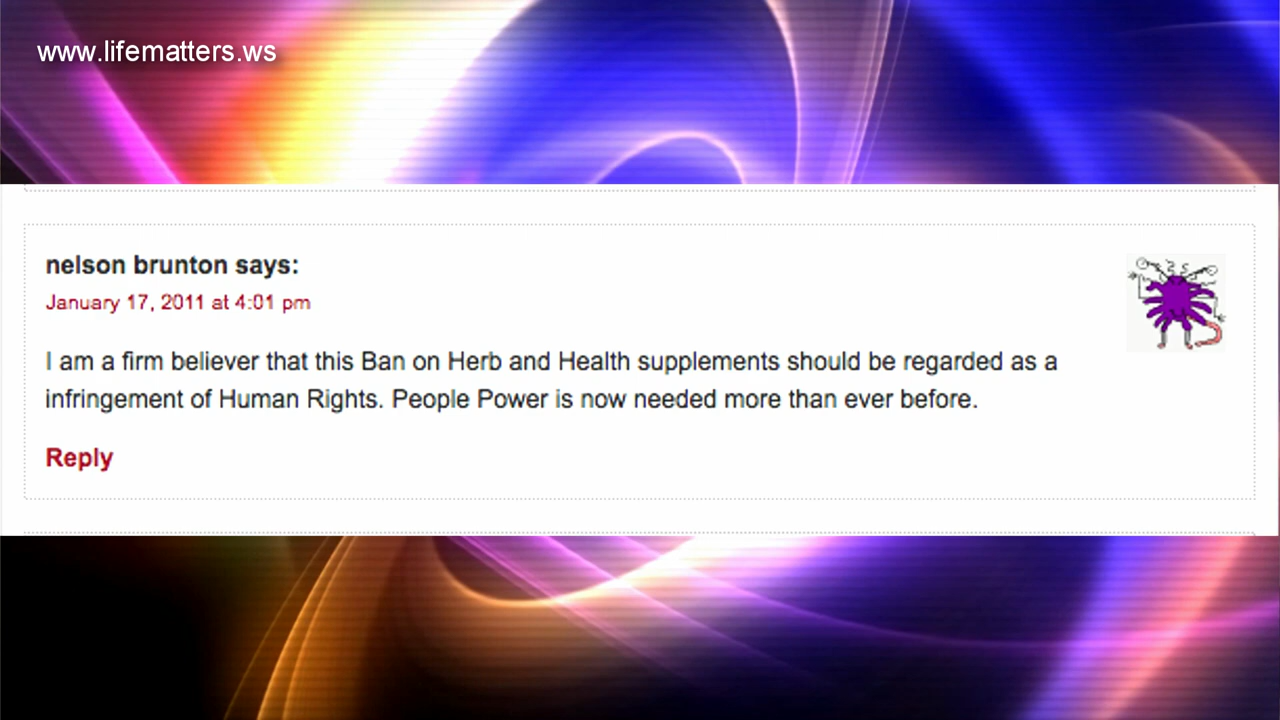 www.lifematters.ws
nelson brunton says:
January 17, 2011 at 4:01 pm
I am a firm believer that this Ban on Herb and Health supplements should be regarded as a
infringement of Human Rights. People Power is now needed more than ever before.
Reply